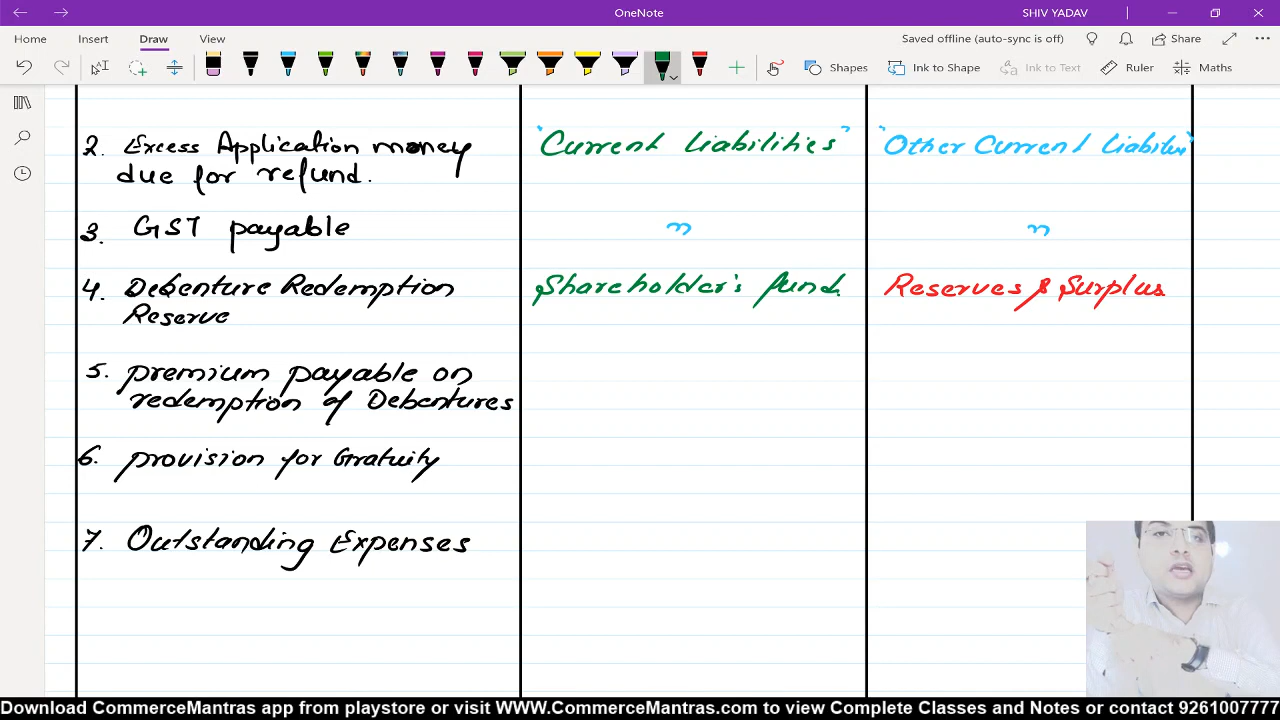 OneNote
SHIV YADAV
Home Insert Draw View
Saved offline (auto-sync is off)
Share
Shapes
Ink to Shape
Ink to Text
Ruler
Maths
2. Excess Application money "Current Liabilities" "Other Current Liabilities"
due for refund.
3. GST payable
4. Debenture Redemption Shareholder's fund Reserves & Surplus
Reserve
5. premium payable on
redemption of Debentures
6. provision for Gratuity
7. Outstanding Expenses
Download CommerceMantras app from playstore or visit WWW.CommerceMantras.com to view Complete Classes and Notes or contact 9261007777